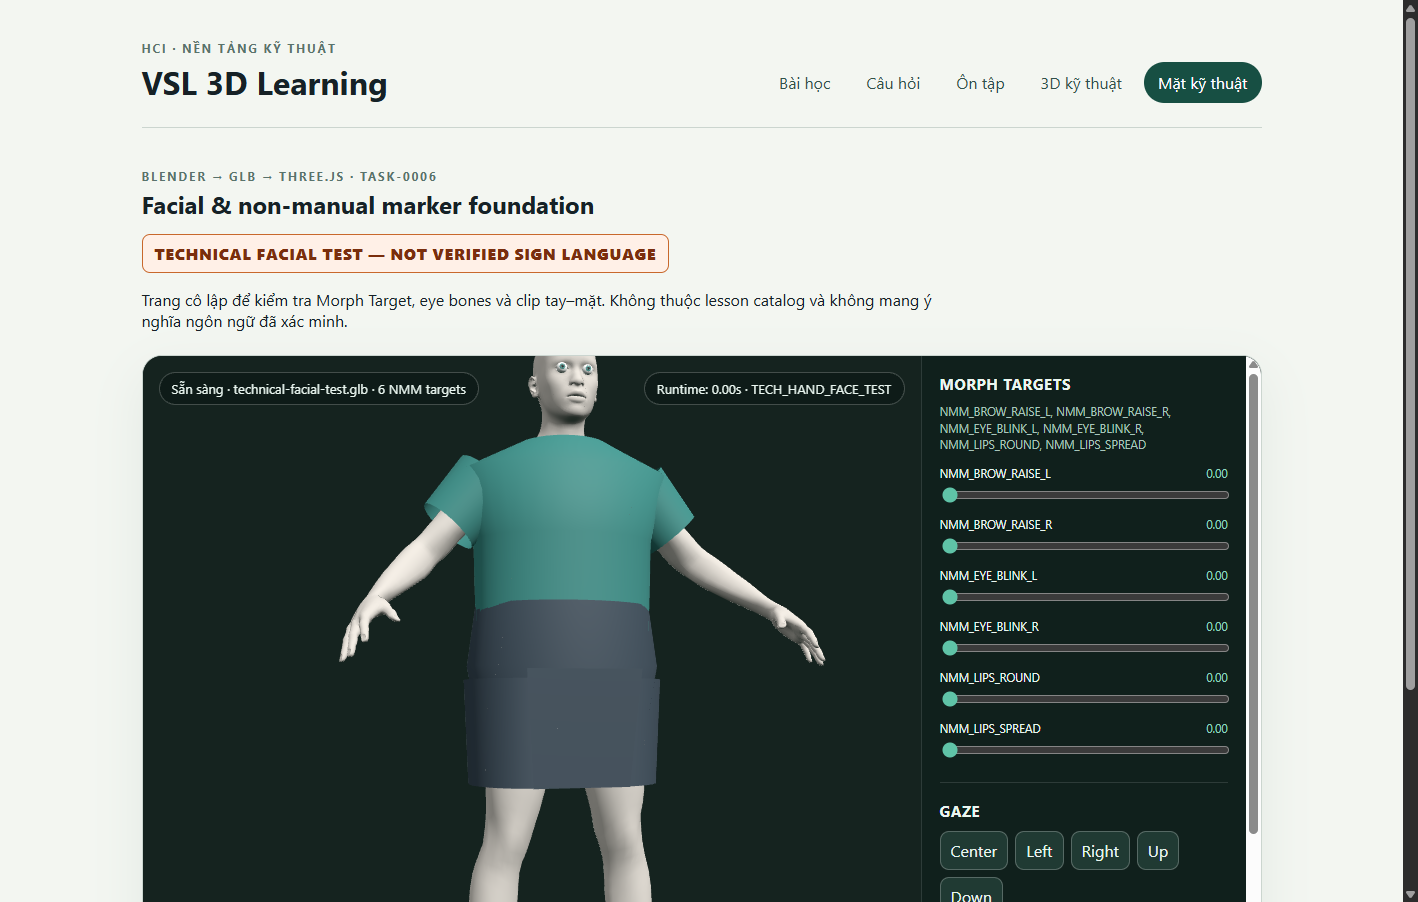 HCI · NỀN TẢNG KỸ THUẬT
VSL 3D Learning
Bài học
Câu hỏi
Ôn tập
3D kỹ thuật
Mặt kỹ thuật
BLENDER → GLB → THREE.JS · TASK-0006
Facial & non-manual marker foundation
TECHNICAL FACIAL TEST — NOT VERIFIED SIGN LANGUAGE
Trang cô lập để kiểm tra Morph Target, eye bones và clip tay–mặt. Không thuộc lesson catalog và không mang ý
nghĩa ngôn ngữ đã xác minh.
Sẵn sàng · technical-facial-test.glb · 6 NMM targets
Runtime: 0.00s · TECH_HAND_FACE_TEST
MORPH TARGETS
NMM_BROW_RAISE_L, NMM_BROW_RAISE_R,
NMM_EYE_BLINK_L, NMM_EYE_BLINK_R,
NMM_LIPS_ROUND, NMM_LIPS_SPREAD
NMM_BROW_RAISE_L 0.00
NMM_BROW_RAISE_R 0.00
NMM_EYE_BLINK_L 0.00
NMM_EYE_BLINK_R 0.00
NMM_LIPS_ROUND 0.00
NMM_LIPS_SPREAD 0.00
GAZE
Center
Left
Right
Up
Down